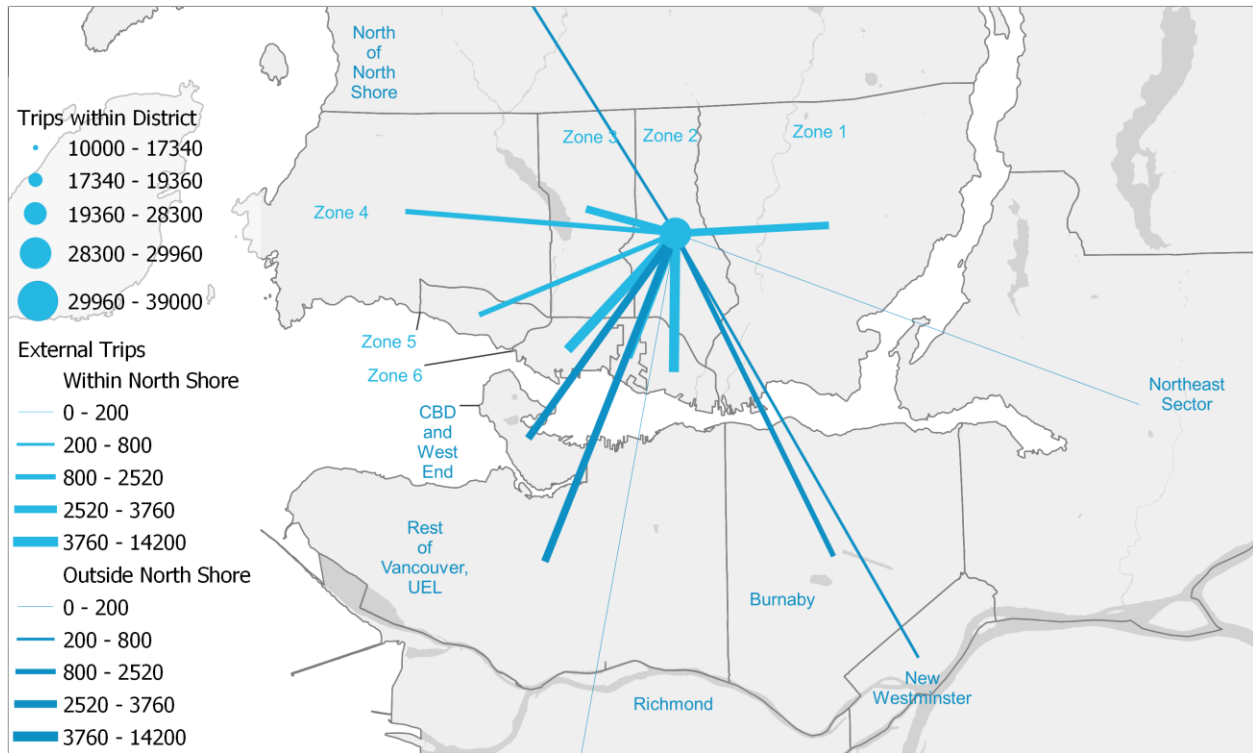 Trips within District
10000 - 17340
17340 - 19360
19360 - 28300
28300 - 29960
29960 - 39000
External Trips
Within North Shore
0 - 200
200 - 800
800 - 2520
2520 - 3760
3760 - 14200
Outside North Shore
0 - 200
200 - 800
800 - 2520
2520 - 3760
3760 - 14200
North
of
North
Shore
Zone 3
Zone 2
Zone 1
Zone 4
Zone 5
Zone 6
CBD
and
West
End
Northeast
Sector
Rest
of
Vancouver,
UEL
Burnaby
Richmond
New
Westminster